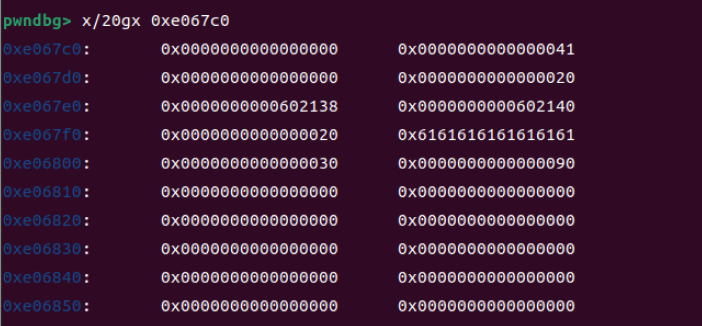 pwndbg> x/20gx 0xe067c0
0xe067c0: 0x0000000000000000 0x0000000000000041
0xe067d0: 0x0000000000000000 0x0000000000000020
0xe067e0: 0x0000000000602138 0x0000000000602140
0xe067f0: 0x0000000000000020 0x6161616161616161
0xe06800: 0x0000000000000030 0x0000000000000090
0xe06810: 0x0000000000000000 0x0000000000000000
0xe06820: 0x0000000000000000 0x0000000000000000
0xe06830: 0x0000000000000000 0x0000000000000000
0xe06840: 0x0000000000000000 0x0000000000000000
0xe06850: 0x0000000000000000 0x0000000000000000